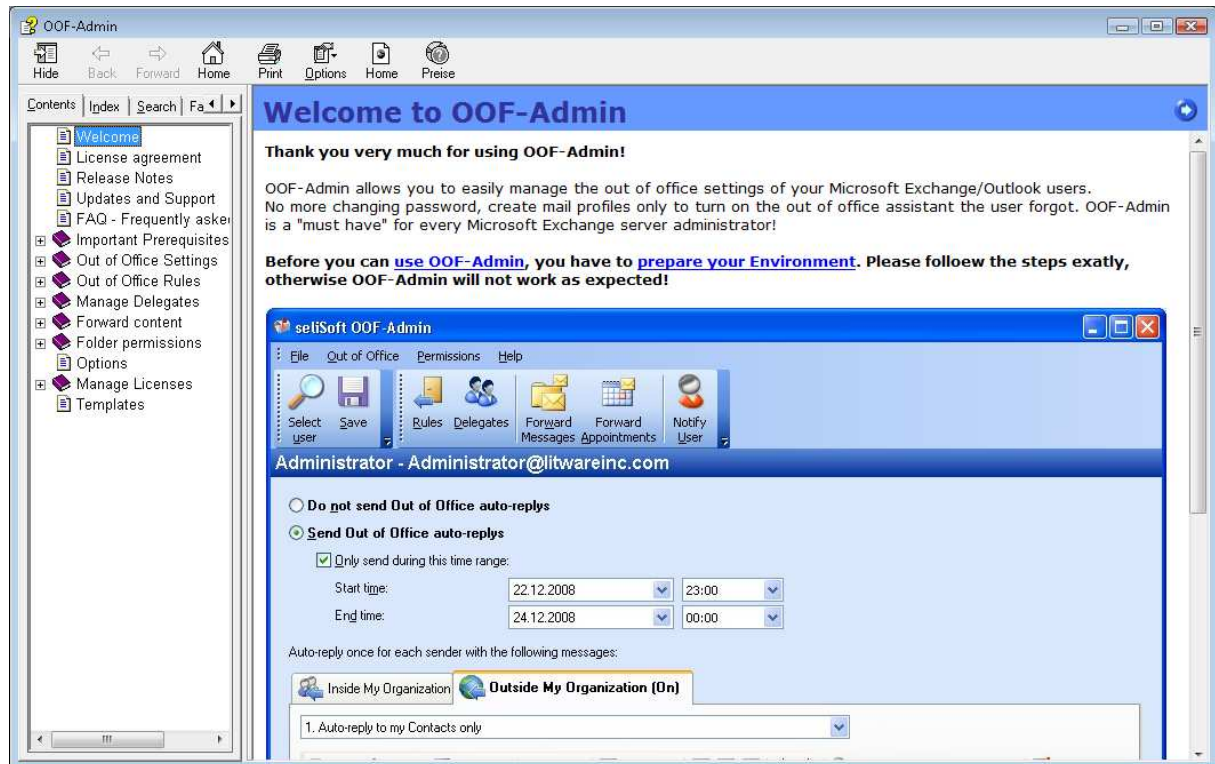 OOF-Admin
Hide Back Forward Home Print Options Home Preise
Contents Index Search Fa
Welcome
License agreement
Release Notes
Updates and Support
FAQ - Frequently aske
Important Prerequisites
Out of Office Settings
Out of Office Rules
Manage Delegates
Forward content
Folder permissions
Options
Manage Licenses
Templates
Welcome to OOF-Admin
Thank you very much for using OOF-Admin!
OOF-Admin allows you to easily manage the out of office settings of your Microsoft Exchange/Outlook users.
No more changing password, create mail profiles only to turn on the out of office assistant the user forgot. OOF-Admin
is a "must have" for every Microsoft Exchange server administrator!
Before you can use OOF-Admin, you have to prepare your Environment. Please folloew the steps exatly,
otherwise OOF-Admin will not work as expected!
seliSoft OOF-Admin
File Out of Office Permissions Help
Select user Save Rules Delegates Forward Messages Forward Appointments Notify User
Administrator - Administrator@litwareinc.com
Do not send Out of Office auto-replys
Send Out of Office auto-replys
Only send during this time range:
Start time: 22.12.2008 23:00
End time: 24.12.2008 00:00
Auto-reply once for each sender with the following messages:
Inside My Organization Outside My Organization (On)
1. Auto-reply to my Contacts only